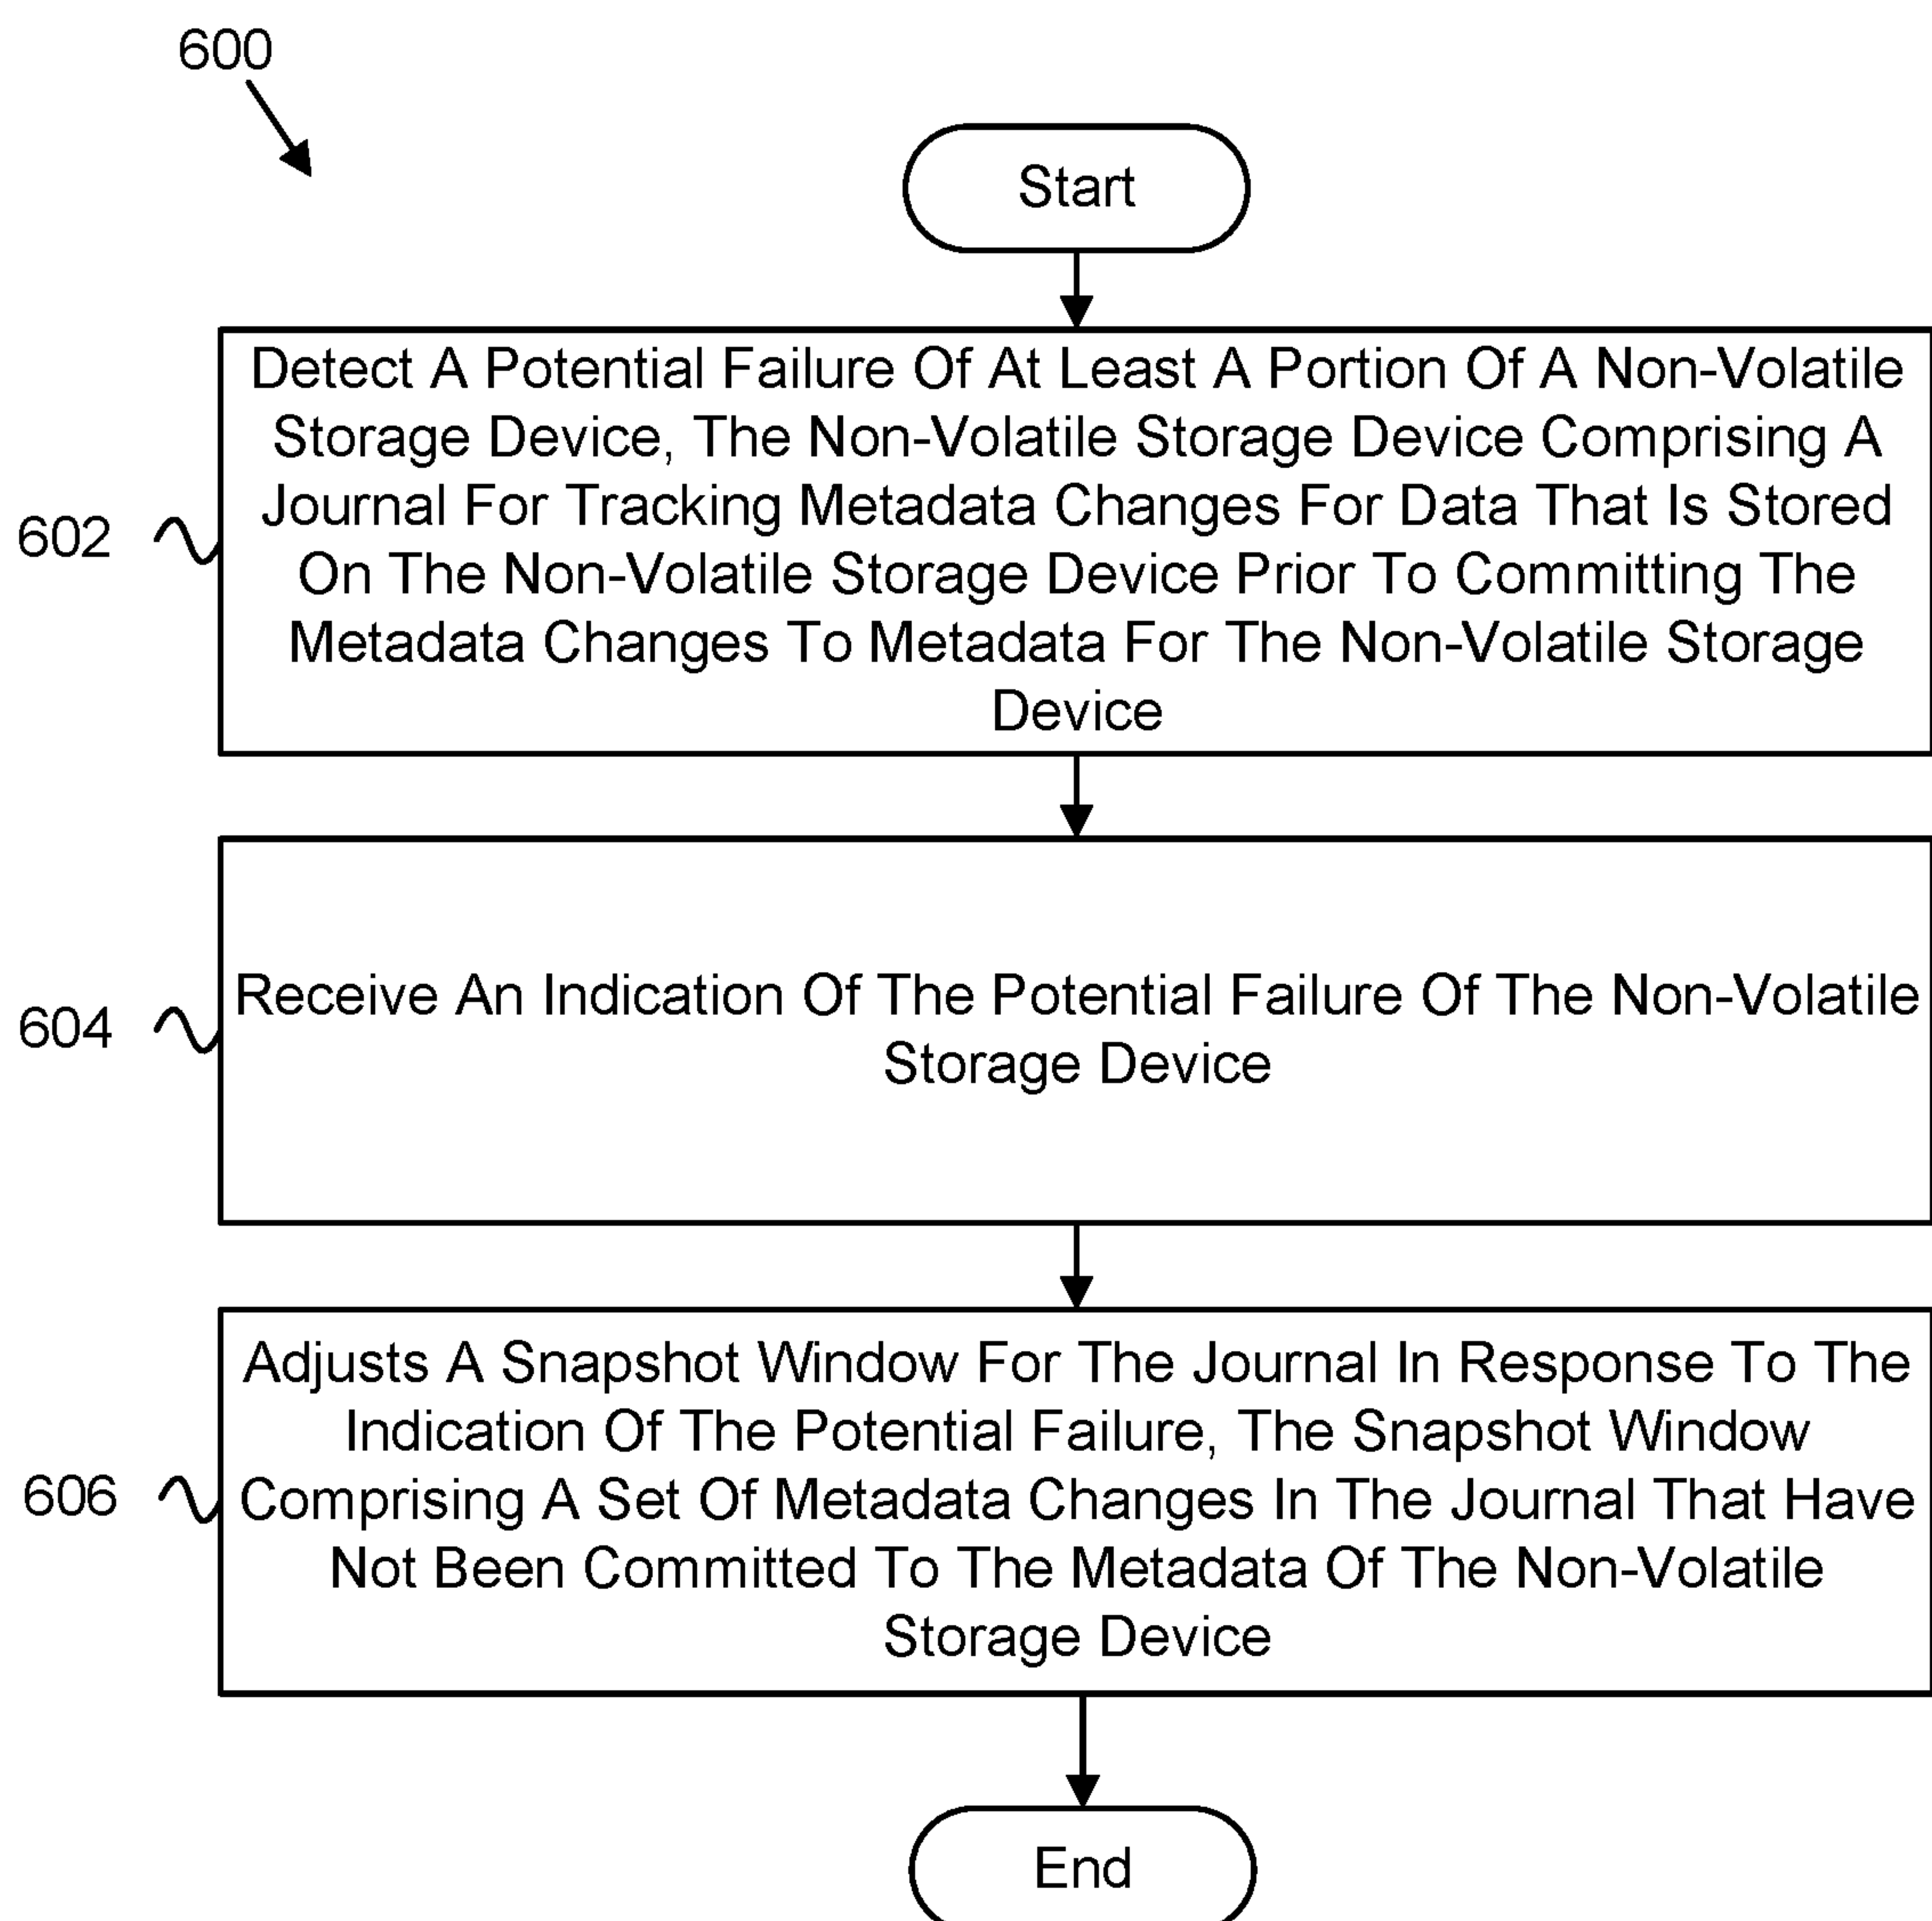 600
Start
602
Detect A Potential Failure Of At Least A Portion Of A Non-Volatile
Storage Device, The Non-Volatile Storage Device Comprising A
Journal For Tracking Metadata Changes For Data That Is Stored
On The Non-Volatile Storage Device Prior To Committing The
Metadata Changes To Metadata For The Non-Volatile Storage
Device
604
Receive An Indication Of The Potential Failure Of The Non-Volatile
Storage Device
606
Adjusts A Snapshot Window For The Journal In Response To The
Indication Of The Potential Failure, The Snapshot Window
Comprising A Set Of Metadata Changes In The Journal That Have
Not Been Committed To The Metadata Of The Non-Volatile
Storage Device
End